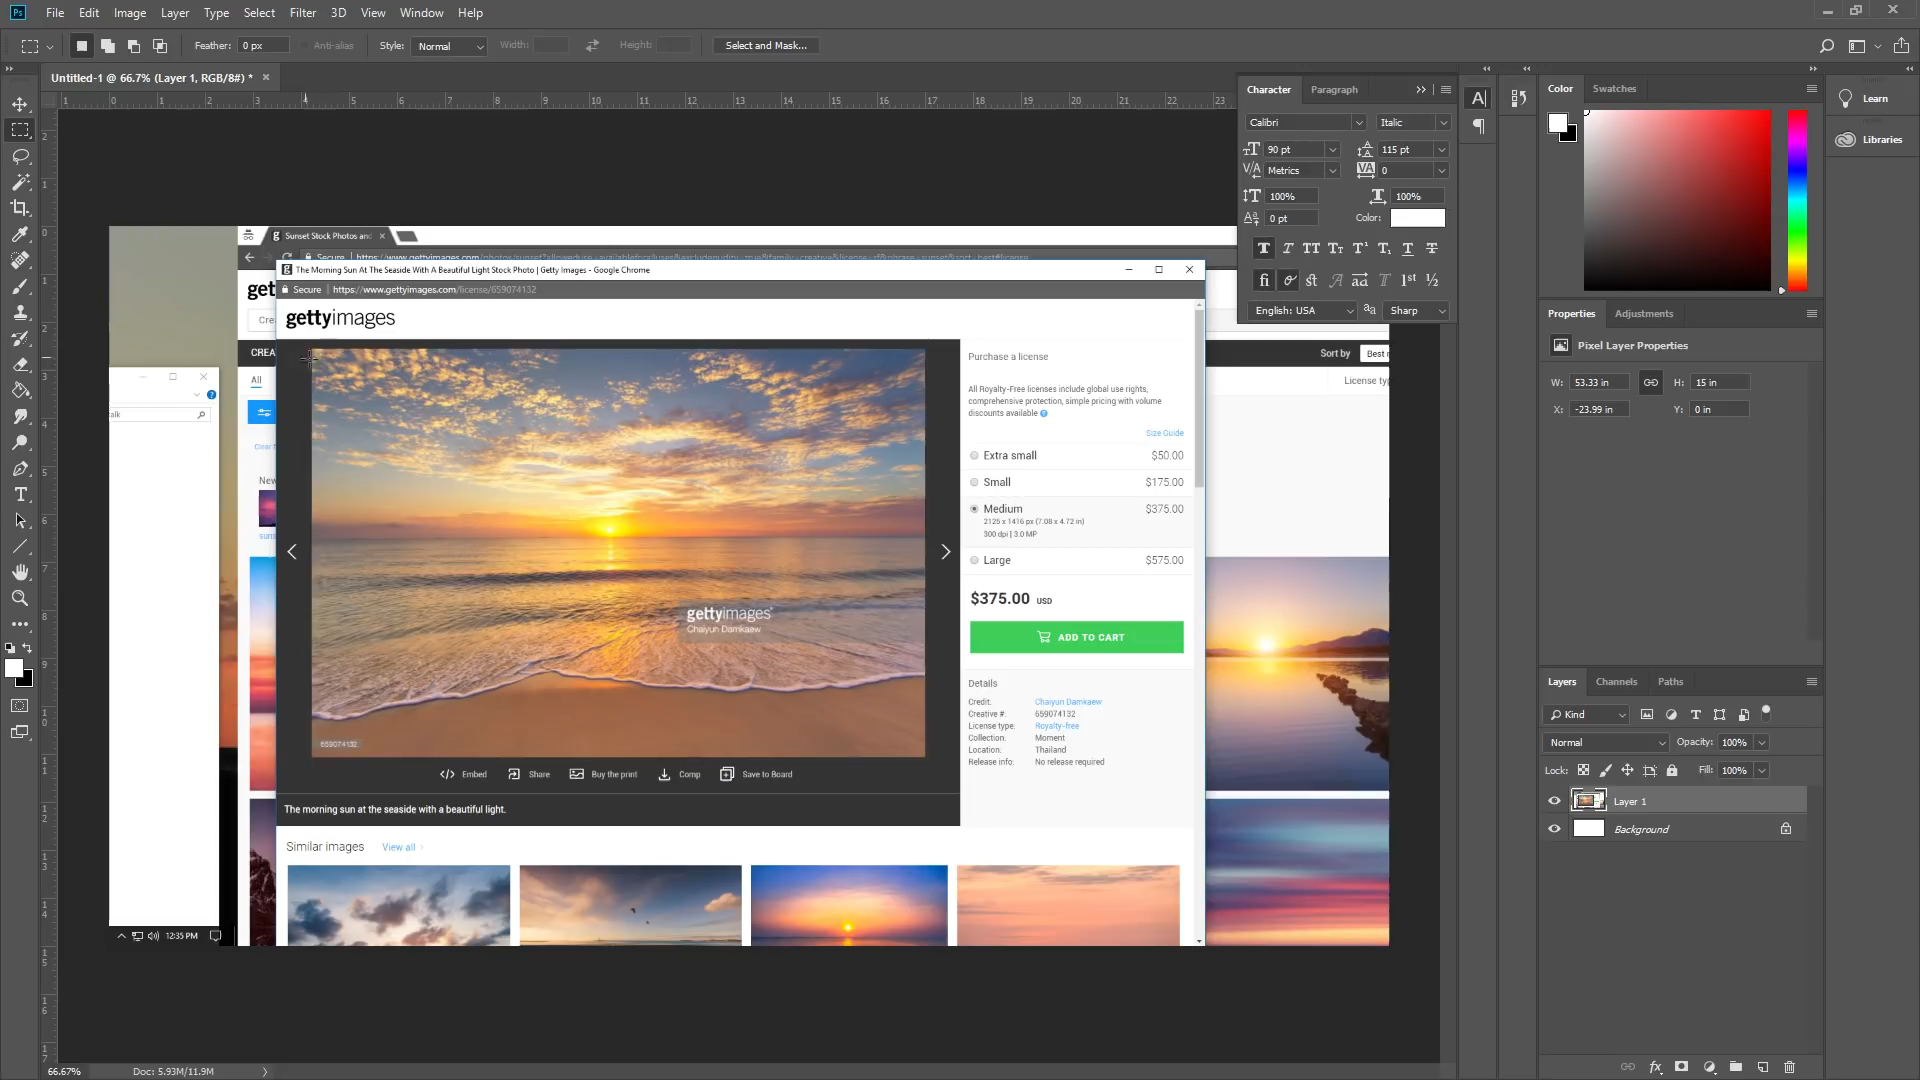 Ps File Edit Image Layer Type Select Filter 3D View Window Help
Feather: 0 px Anti-alias Style: Normal Width: Height: Select and Mask...
Untitled-1 @ 66.7% (Layer 1, RGB/8#) *
Character Paragraph
Calibri Italic
90 pt 115 pt
Metrics 0
100% 100%
0 pt Color:
English: USA Sharp
Color Swatches
Learn
Libraries
Properties Adjustments
Pixel Layer Properties
W: 53.33 in H: 15 in
X: -23.99 in Y: 0 in
Layers Channels Paths
Kind
Normal Opacity: 100%
Lock: Fill: 100%
Layer 1
Background
Sunset Stock Photos and
The Morning Sun At The Seaside With A Beautiful Light Stock Photo | Getty Images - Google Chrome
Secure https://www.gettyimages.com/license/659074132
gettyimages
Purchase a license
All Royalty-Free licenses include global use rights,
comprehensive protection, simple pricing with volume
discounts available
Size Guide
Extra small $50.00
Small $175.00
Medium $375.00
2125 x 1416 px (7.08 x 4.72 in)
300 dpi | 3.0 MP
Large $575.00
$375.00 USD
ADD TO CART
Details
Credit: Chaiyun Damkaew
Creative #: 659074132
License type: Royalty-free
Collection: Moment
Location: Thailand
Release info: No release required
gettyimages
Chaiyun Damkaew
659074132
Embed Share Buy the print Comp Save to Board
The morning sun at the seaside with a beautiful light.
Similar images View all
Sort by Best
License
All
New
12:35 PM
66.67% Doc: 5.93M/11.9M